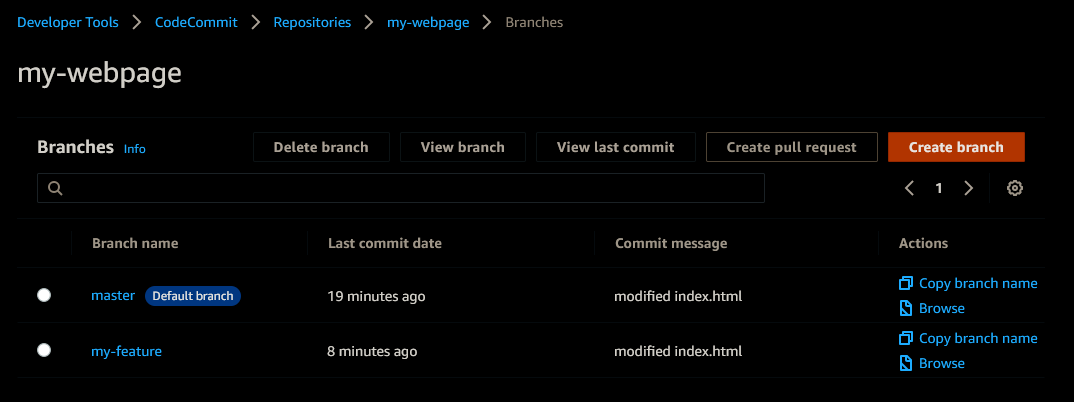 Developer Tools > CodeCommit > Repositories > my-webpage > Branches
my-webpage
Branches Info Delete branch View branch View last commit Create pull request Create branch
1
Branch name Last commit date Commit message Actions
master Default branch 19 minutes ago modified index.html Copy branch name
Browse
my-feature 8 minutes ago modified index.html Copy branch name
Browse